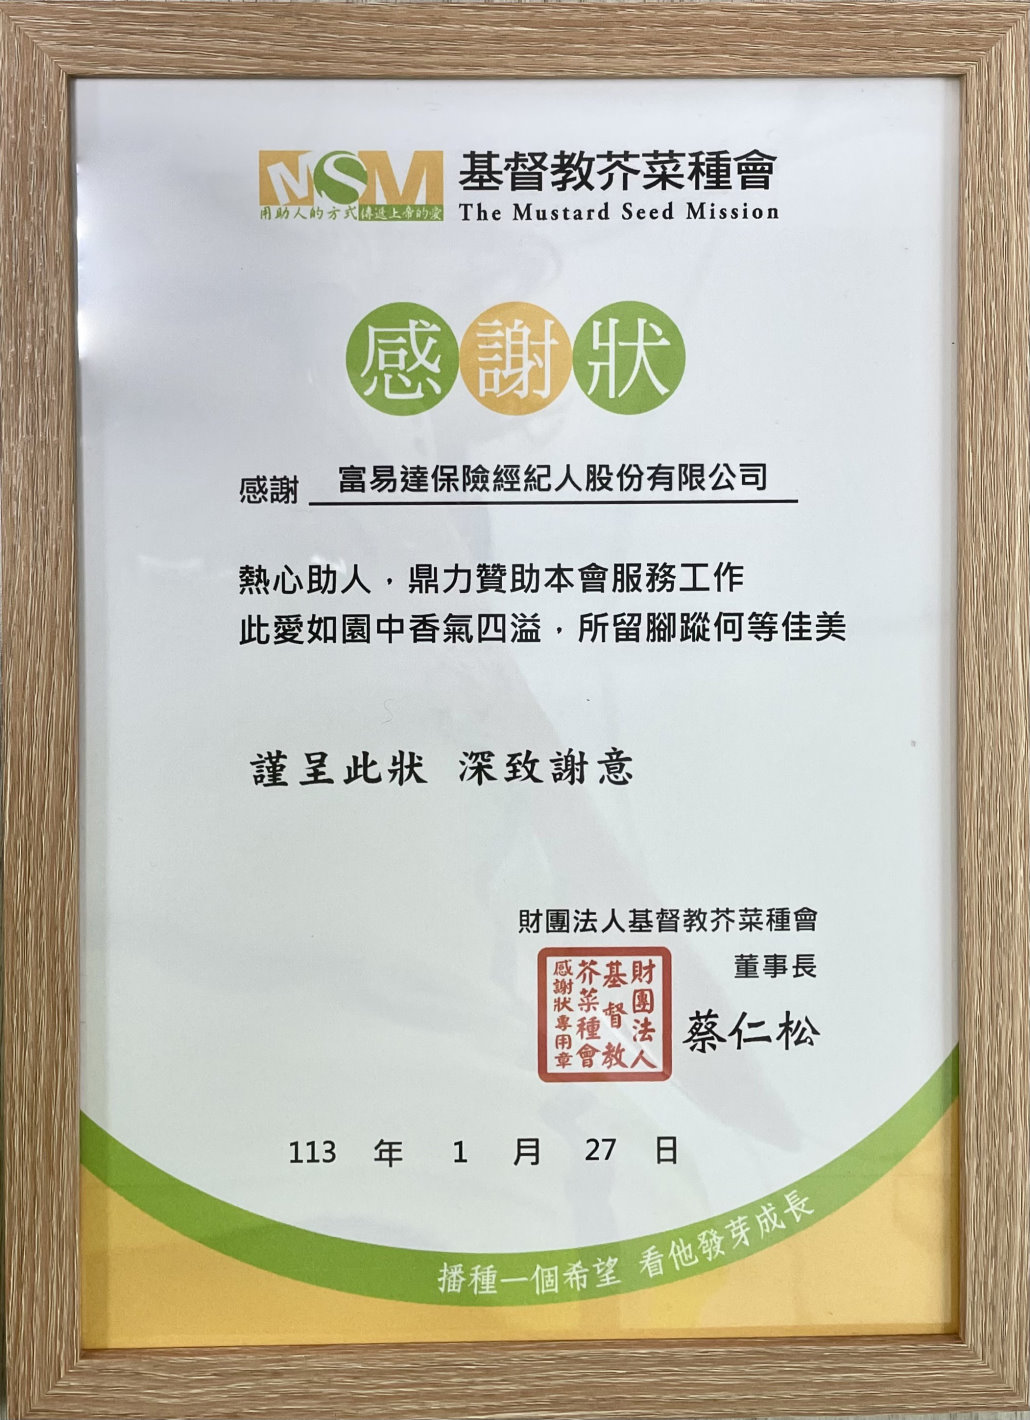 MSM
用助人的方式傳遞上帝的愛
基督教芥菜種會
The Mustard Seed Mission
感謝狀
感謝 富易達保險經紀人股份有限公司
熱心助人，鼎力贊助本會服務工作
此愛如園中香氣四溢，所留腳蹤何等佳美
謹呈此狀 深致謝意
財團法人基督教芥菜種會
董事長
蔡仁松
財團法人
基督教
芥菜種會
感謝狀專用章
113 年 1 月 27 日
播種一個希望 看他發芽成長